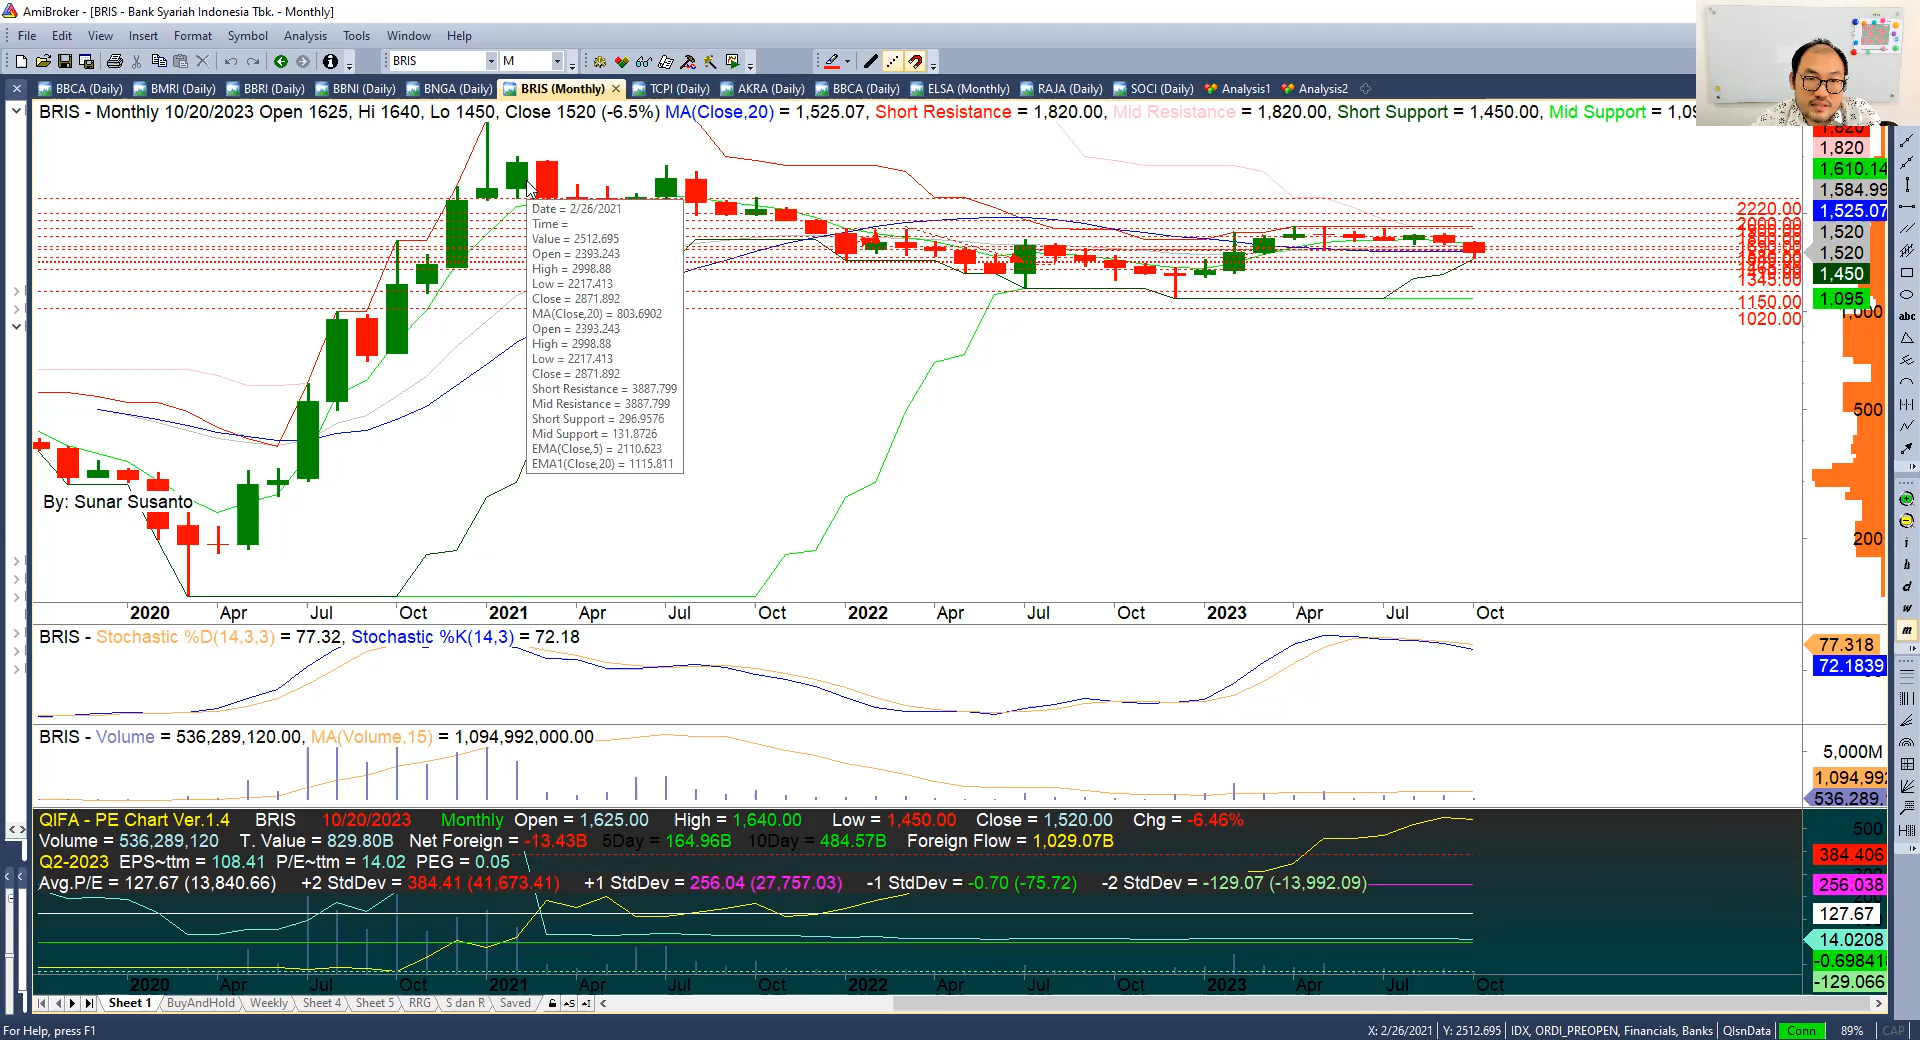 AmiBroker - [BRIS - Bank Syariah Indonesia Tbk. - Monthly]
File Edit View Insert Format Symbol Analysis Tools Window Help
BRIS M
BBCA (Daily) BMRI (Daily) BBRI (Daily) BBNI (Daily) BNGA (Daily) BRIS (Monthly) TCPI (Daily) AKRA (Daily) BBCA (Daily) ELSA (Monthly) RAJA (Daily) SOCI (Daily) Analysis1 Analysis2
BRIS - Monthly 10/20/2023 Open 1625, Hi 1640, Lo 1450, Close 1520 (-6.5%) MA(Close,20) = 1,525.07, Short Resistance = 1,820.00, Mid Resistance = 1,820.00, Short Support = 1,450.00, Mid Support = 1,09
1,820
1,820
1,610.14
1,584.99
1,525.07
1,520
1,520
1,450
1,095
1,000
500
200
2220.00
2000.00
1345.00
1150.00
1020.00
Date = 2/26/2021
Time =
Value = 2512.695
Open = 2393.243
High = 2998.88
Low = 2217.413
Close = 2871.892
MA(Close,20) = 803.6902
Open = 2393.243
High = 2998.88
Low = 2217.413
Close = 2871.892
Short Resistance = 3887.799
Mid Resistance = 3887.799
Short Support = 296.9576
Mid Support = 131.8726
EMA(Close,5) = 2110.623
EMA1(Close,20) = 1115.811
By: Sunar Susanto
2020 Apr Jul Oct 2021 Apr Jul Oct 2022 Apr Jul Oct 2023 Apr Jul Oct
BRIS - Stochastic %D(14,3,3) = 77.32, Stochastic %K(14,3) = 72.18
77.318
72.1839
BRIS - Volume = 536,289,120.00, MA(Volume,15) = 1,094,992,000.00
5,000M
1,094,992
536,289.
QIFA - PE Chart Ver.1.4 BRIS 10/20/2023 Monthly Open = 1,625.00 High = 1,640.00 Low = 1,450.00 Close = 1,520.00 Chg = -6.46%
Volume = 536,289,120 T. Value = 829.80B Net Foreign = -13.43B 5Day = 164.96B 10Day = 484.57B Foreign Flow = 1,029.07B
Q2-2023 EPS~ttm = 108.41 P/E~ttm = 14.02 PEG = 0.05
Avg.P/E = 127.67 (13,840.66) +2 StdDev = 384.41 (41,673.41) +1 StdDev = 256.04 (27,757.03) -1 StdDev = -0.70 (-75.72) -2 StdDev = -129.07 (-13,992.09)
500
384.406
256.038
127.67
14.0208
-0.69841
-129.066
2020 Apr Jul Oct 2021 Apr Jul Oct 2022 Apr Jul Oct 2023 Apr Jul Oct
Sheet 1 BuyAndHold Weekly Sheet 4 Sheet 5 RRG S dan R Saved
abc
i
h
d
w
m
For Help, press F1
X: 2/26/2021 Y: 2512.695 IDX, ORDI_PREOPEN, Financials, Banks QlsnData Conn 89% CAP